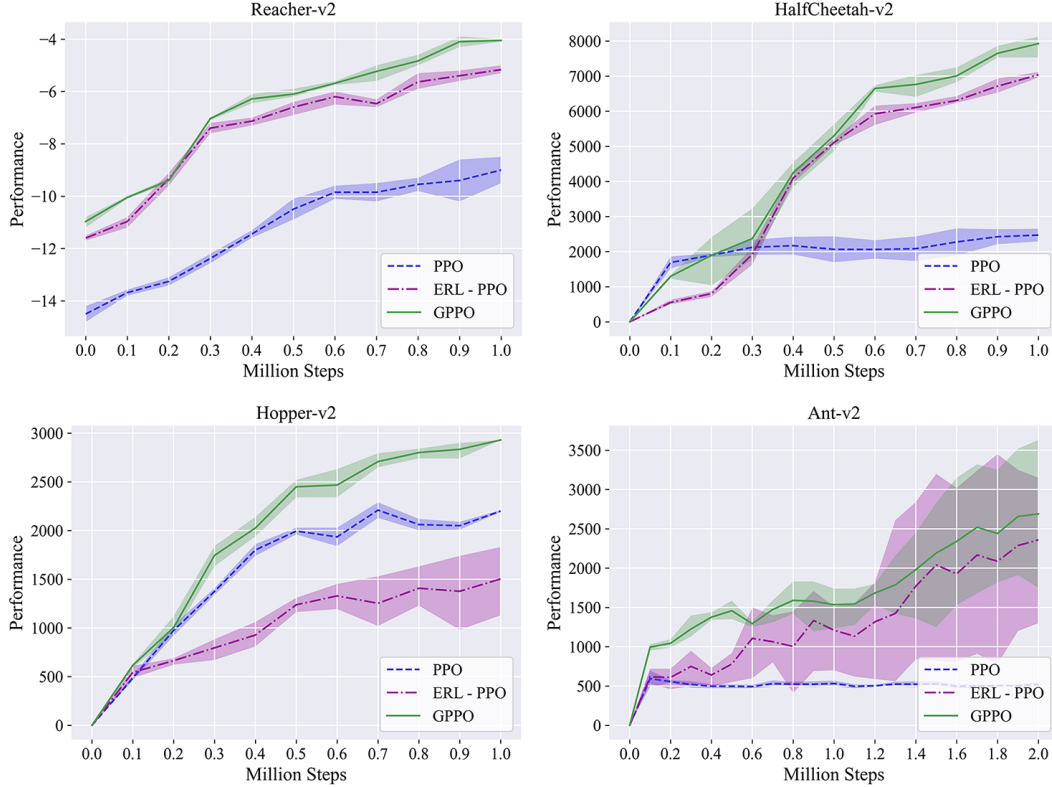 Reacher-v2
Performance
−4
−6
−8
−10
−12
−14
0.0 0.1 0.2 0.3 0.4 0.5 0.6 0.7 0.8 0.9 1.0
Million Steps
PPO
ERL - PPO
GPPO
HalfCheetah-v2
Performance
8000
7000
6000
5000
4000
3000
2000
1000
0
0.0 0.1 0.2 0.3 0.4 0.5 0.6 0.7 0.8 0.9 1.0
Million Steps
PPO
ERL - PPO
GPPO
Hopper-v2
Performance
3000
2500
2000
1500
1000
500
0
0.0 0.1 0.2 0.3 0.4 0.5 0.6 0.7 0.8 0.9 1.0
Million Steps
PPO
ERL - PPO
GPPO
Ant-v2
Performance
3500
3000
2500
2000
1500
1000
500
0
0.0 0.2 0.4 0.6 0.8 1.0 1.2 1.4 1.6 1.8 2.0
Million Steps
PPO
ERL - PPO
GPPO